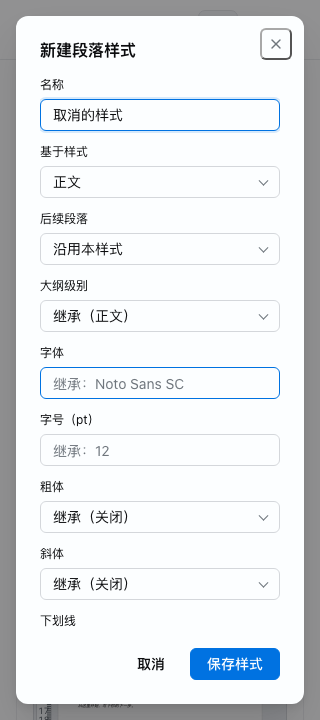 新建段落样式
名称
取消的样式
基于样式
正文
后续段落
沿用本样式
大纲级别
继承（正文）
字体
继承：Noto Sans SC
字号（pt）
继承：12
粗体
继承（关闭）
斜体
继承（关闭）
下划线
取消
保存样式